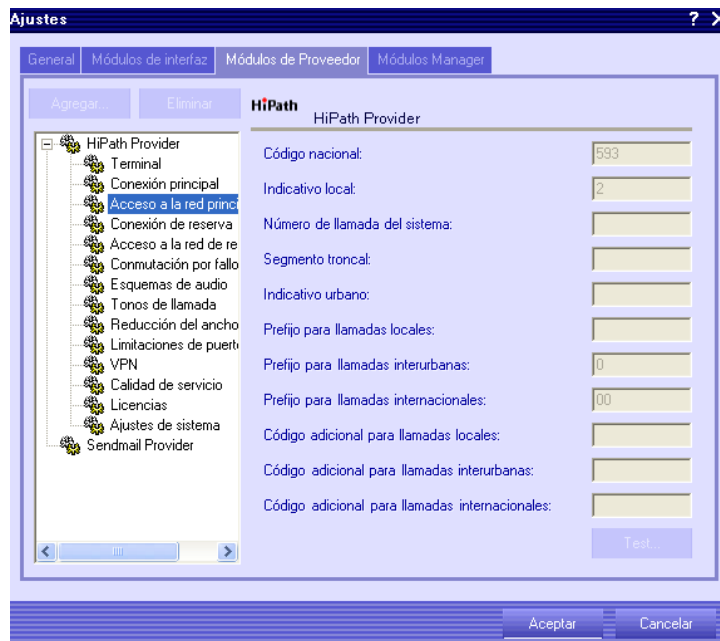 Ajustes
General Módulos de interfaz Módulos de Proveedor Módulos Manager
Agregar... Eliminar
HiPath
HiPath Provider
HiPath Provider
Terminal
Conexión principal
Acceso a la red princi
Conexión de reserva
Acceso a la red de re
Conmutación por fallo
Esquemas de audio
Tonos de llamada
Reducción del ancho
Limitaciones de puert
VPN
Calidad de servicio
Licencias
Ajustes de sistema
Sendmail Provider
Código nacional: 593
Indicativo local: 2
Número de llamada del sistema:
Segmento troncal:
Indicativo urbano:
Prefijo para llamadas locales:
Prefijo para llamadas interurbanas: 0
Prefijo para llamadas internacionales: 00
Código adicional para llamadas locales:
Código adicional para llamadas interurbanas:
Código adicional para llamadas internacionales:
Test...
Aceptar Cancelar